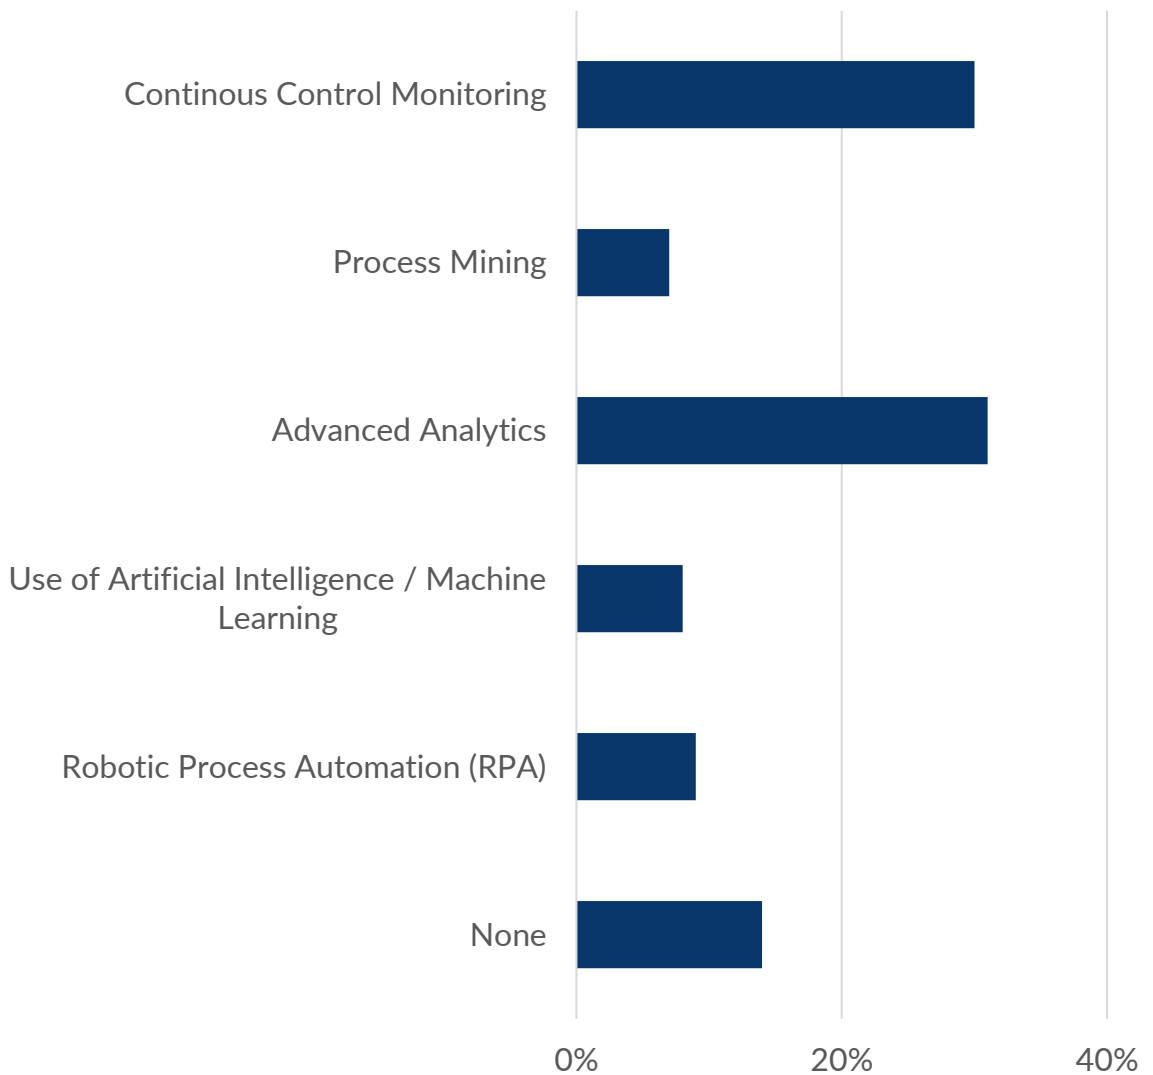 Continous Control Monitoring
Process Mining
Advanced Analytics
Use of Artificial Intelligence / Machine
Learning
Robotic Process Automation (RPA)
None
0%
20%
40%